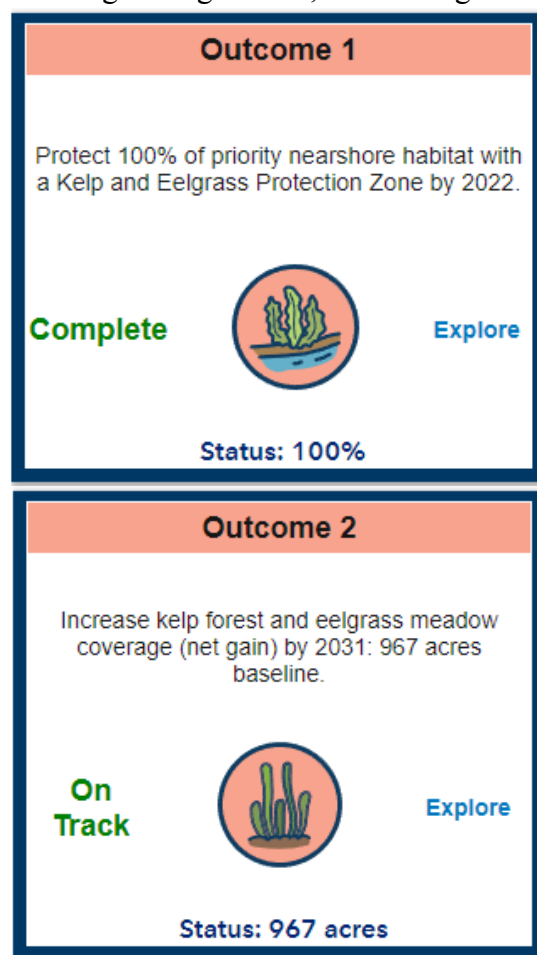 Outcome 1
Protect 100% of priority nearshore habitat with
a Kelp and Eelgrass Protection Zone by 2022.
Complete
Explore
Status: 100%
Outcome 2
Increase kelp forest and eelgrass meadow
coverage (net gain) by 2031: 967 acres
baseline.
On
Track
Explore
Status: 967 acres